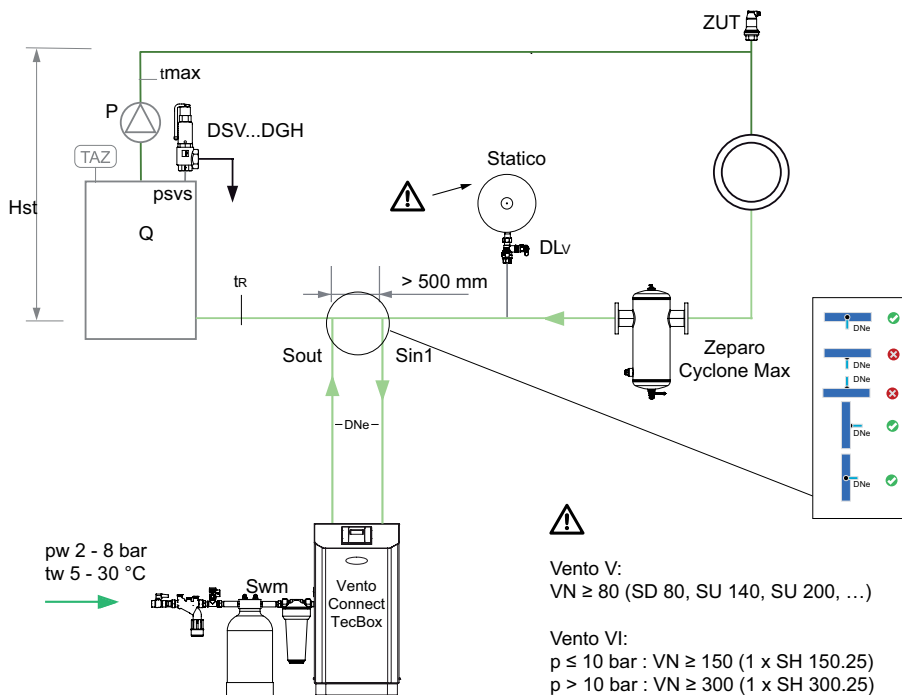 ZUT
tmax
P
DSV...DGH
TAZ
Statico
psvs
Hst
Q
DLv
tR
> 500 mm
DNe
DNe
DNe
Sout
Sin1
Zeparo
Cyclone Max
DNe
DNe
DNe
pw 2 - 8 bar
tw 5 - 30 °C
Swm
Vento
Connect
TecBox
Vento V:
VN ≥ 80 (SD 80, SU 140, SU 200, …)
Vento VI:
p ≤ 10 bar : VN ≥ 150 (1 x SH 150.25)
p > 10 bar : VN ≥ 300 (1 x SH 300.25)